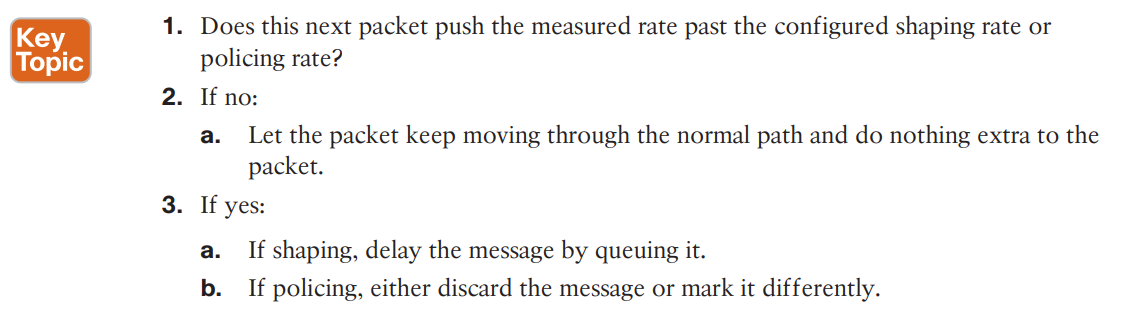 Key
Topic
1. Does this next packet push the measured rate past the configured shaping rate or
policing rate?
2. If no:
a. Let the packet keep moving through the normal path and do nothing extra to the
packet.
3. If yes:
a. If shaping, delay the message by queuing it.
b. If policing, either discard the message or mark it differently.